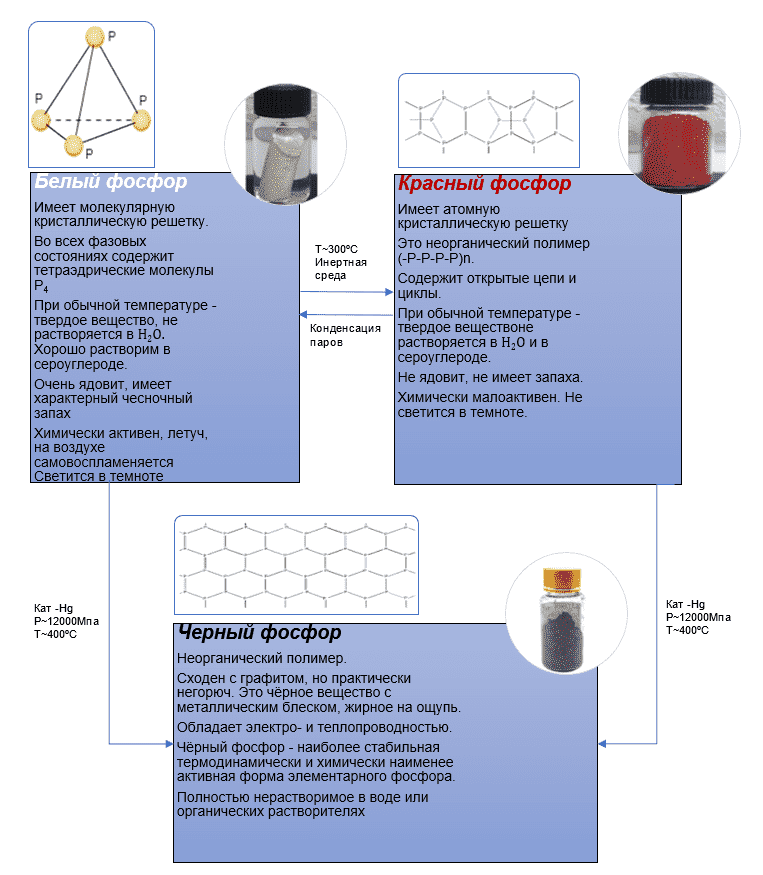 P
P
P
P
Белый фосфор
Имеет молекулярную
кристаллическую решетку.
Во всех фазовых
состояниях содержит
тетраэдрические молекулы
P₄
При обычной температуре -
твердое вещество, не
растворяется в H₂O.
Хорошо растворим в
сероуглероде.
Очень ядовит, имеет
характерный чесночный
запах
Химически активен, летуч,
на воздухе
самовоспламеняется
Светится в темноте
T~300ºC
Инертная
среда
Конденсация
паров
Красный фосфор
Имеет атомную
кристаллическую решетку
Это неорганический полимер
(-P-P-P-P)n.
Содержит открытые цепи и
циклы.
При обычной температуре -
твердое веществоне
растворяется в H₂O и в
сероуглероде.
Не ядовит, не имеет запаха.
Химически малоактивен. Не
светится в темноте.
Кат -Hg
P~12000Мпа
T~400ºC
Кат -Hg
P~12000Мпа
T~400ºC
Черный фосфор
Неорганический полимер.
Сходен с графитом, но практически
негорюч. Это чёрное вещество с
металлическим блеском, жирное на ощупь.
Обладает электро- и теплопроводностью.
Чёрный фосфор - наиболее стабильная
термодинамически и химически наименее
активная форма элементарного фосфора.
Полностью нерастворимое в воде или
органических растворителях